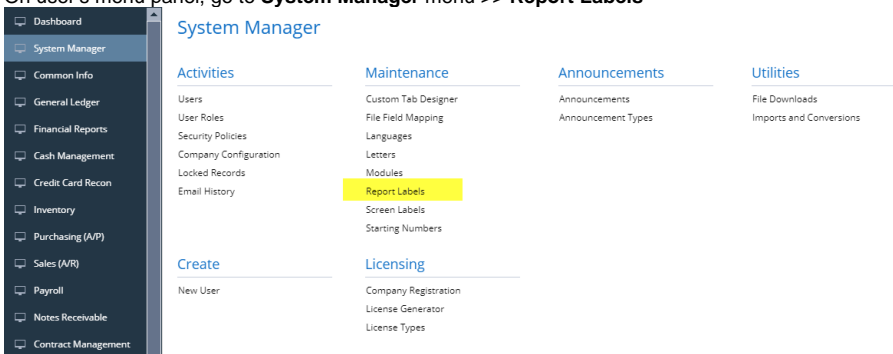 On user's menu panel, go to System Manager menu >> Report Labels
Dashboard
System Manager
Common Info
General Ledger
Financial Reports
Cash Management
Credit Card Recon
Inventory
Purchasing (A/P)
Sales (A/R)
Payroll
Notes Receivable
Contract Management
System Manager
Activities
Users
User Roles
Security Policies
Company Configuration
Locked Records
Email History
Maintenance
Custom Tab Designer
File Field Mapping
Languages
Letters
Modules
Report Labels
Screen Labels
Starting Numbers
Announcements
Announcements
Announcement Types
Utilities
File Downloads
Imports and Conversions
Create
New User
Licensing
Company Registration
License Generator
License Types